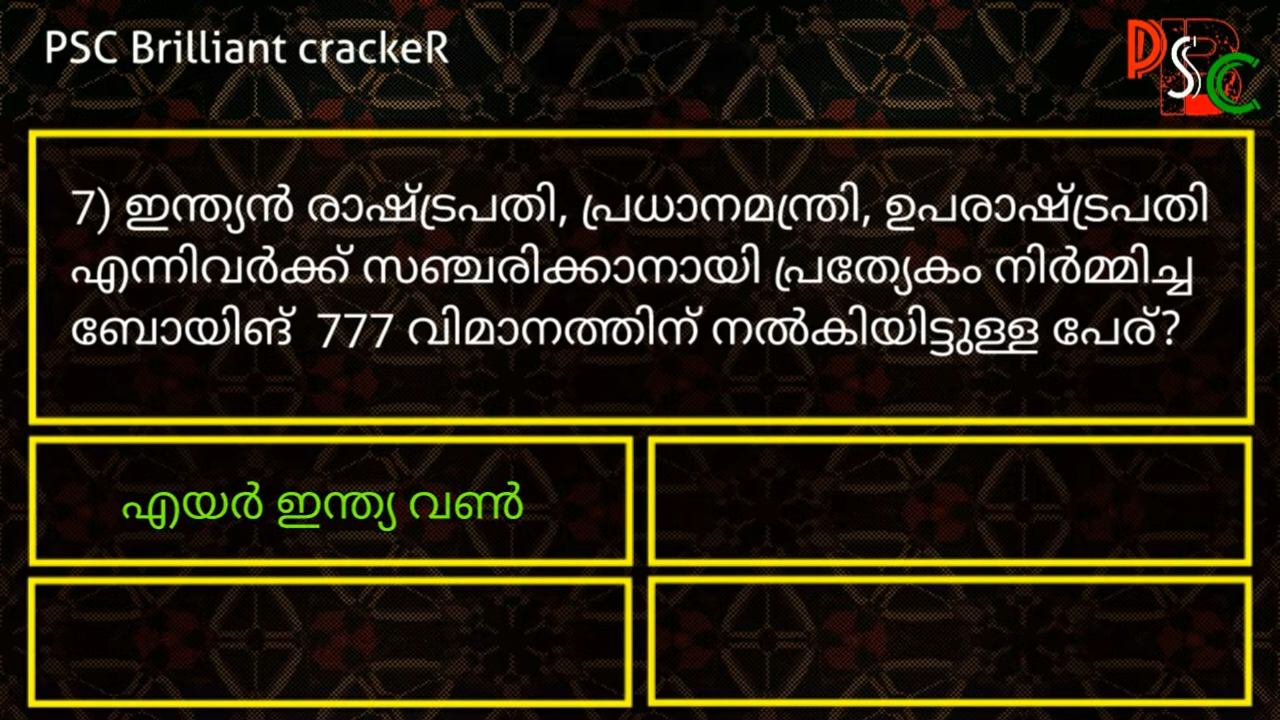 PSC Brilliant crackeR
PSC
7) ഇന്ത്യൻ രാഷ്ട്രപതി, പ്രധാനമന്ത്രി, ഉപരാഷ്ട്രപതി
എന്നിവർക്ക് സഞ്ചരിക്കാനായി പ്രത്യേകം നിർമ്മിച്ച
ബോയിങ് 777 വിമാനത്തിന് നൽകിയിട്ടുള്ള പേര്?
എയർ ഇന്ത്യ വൺ